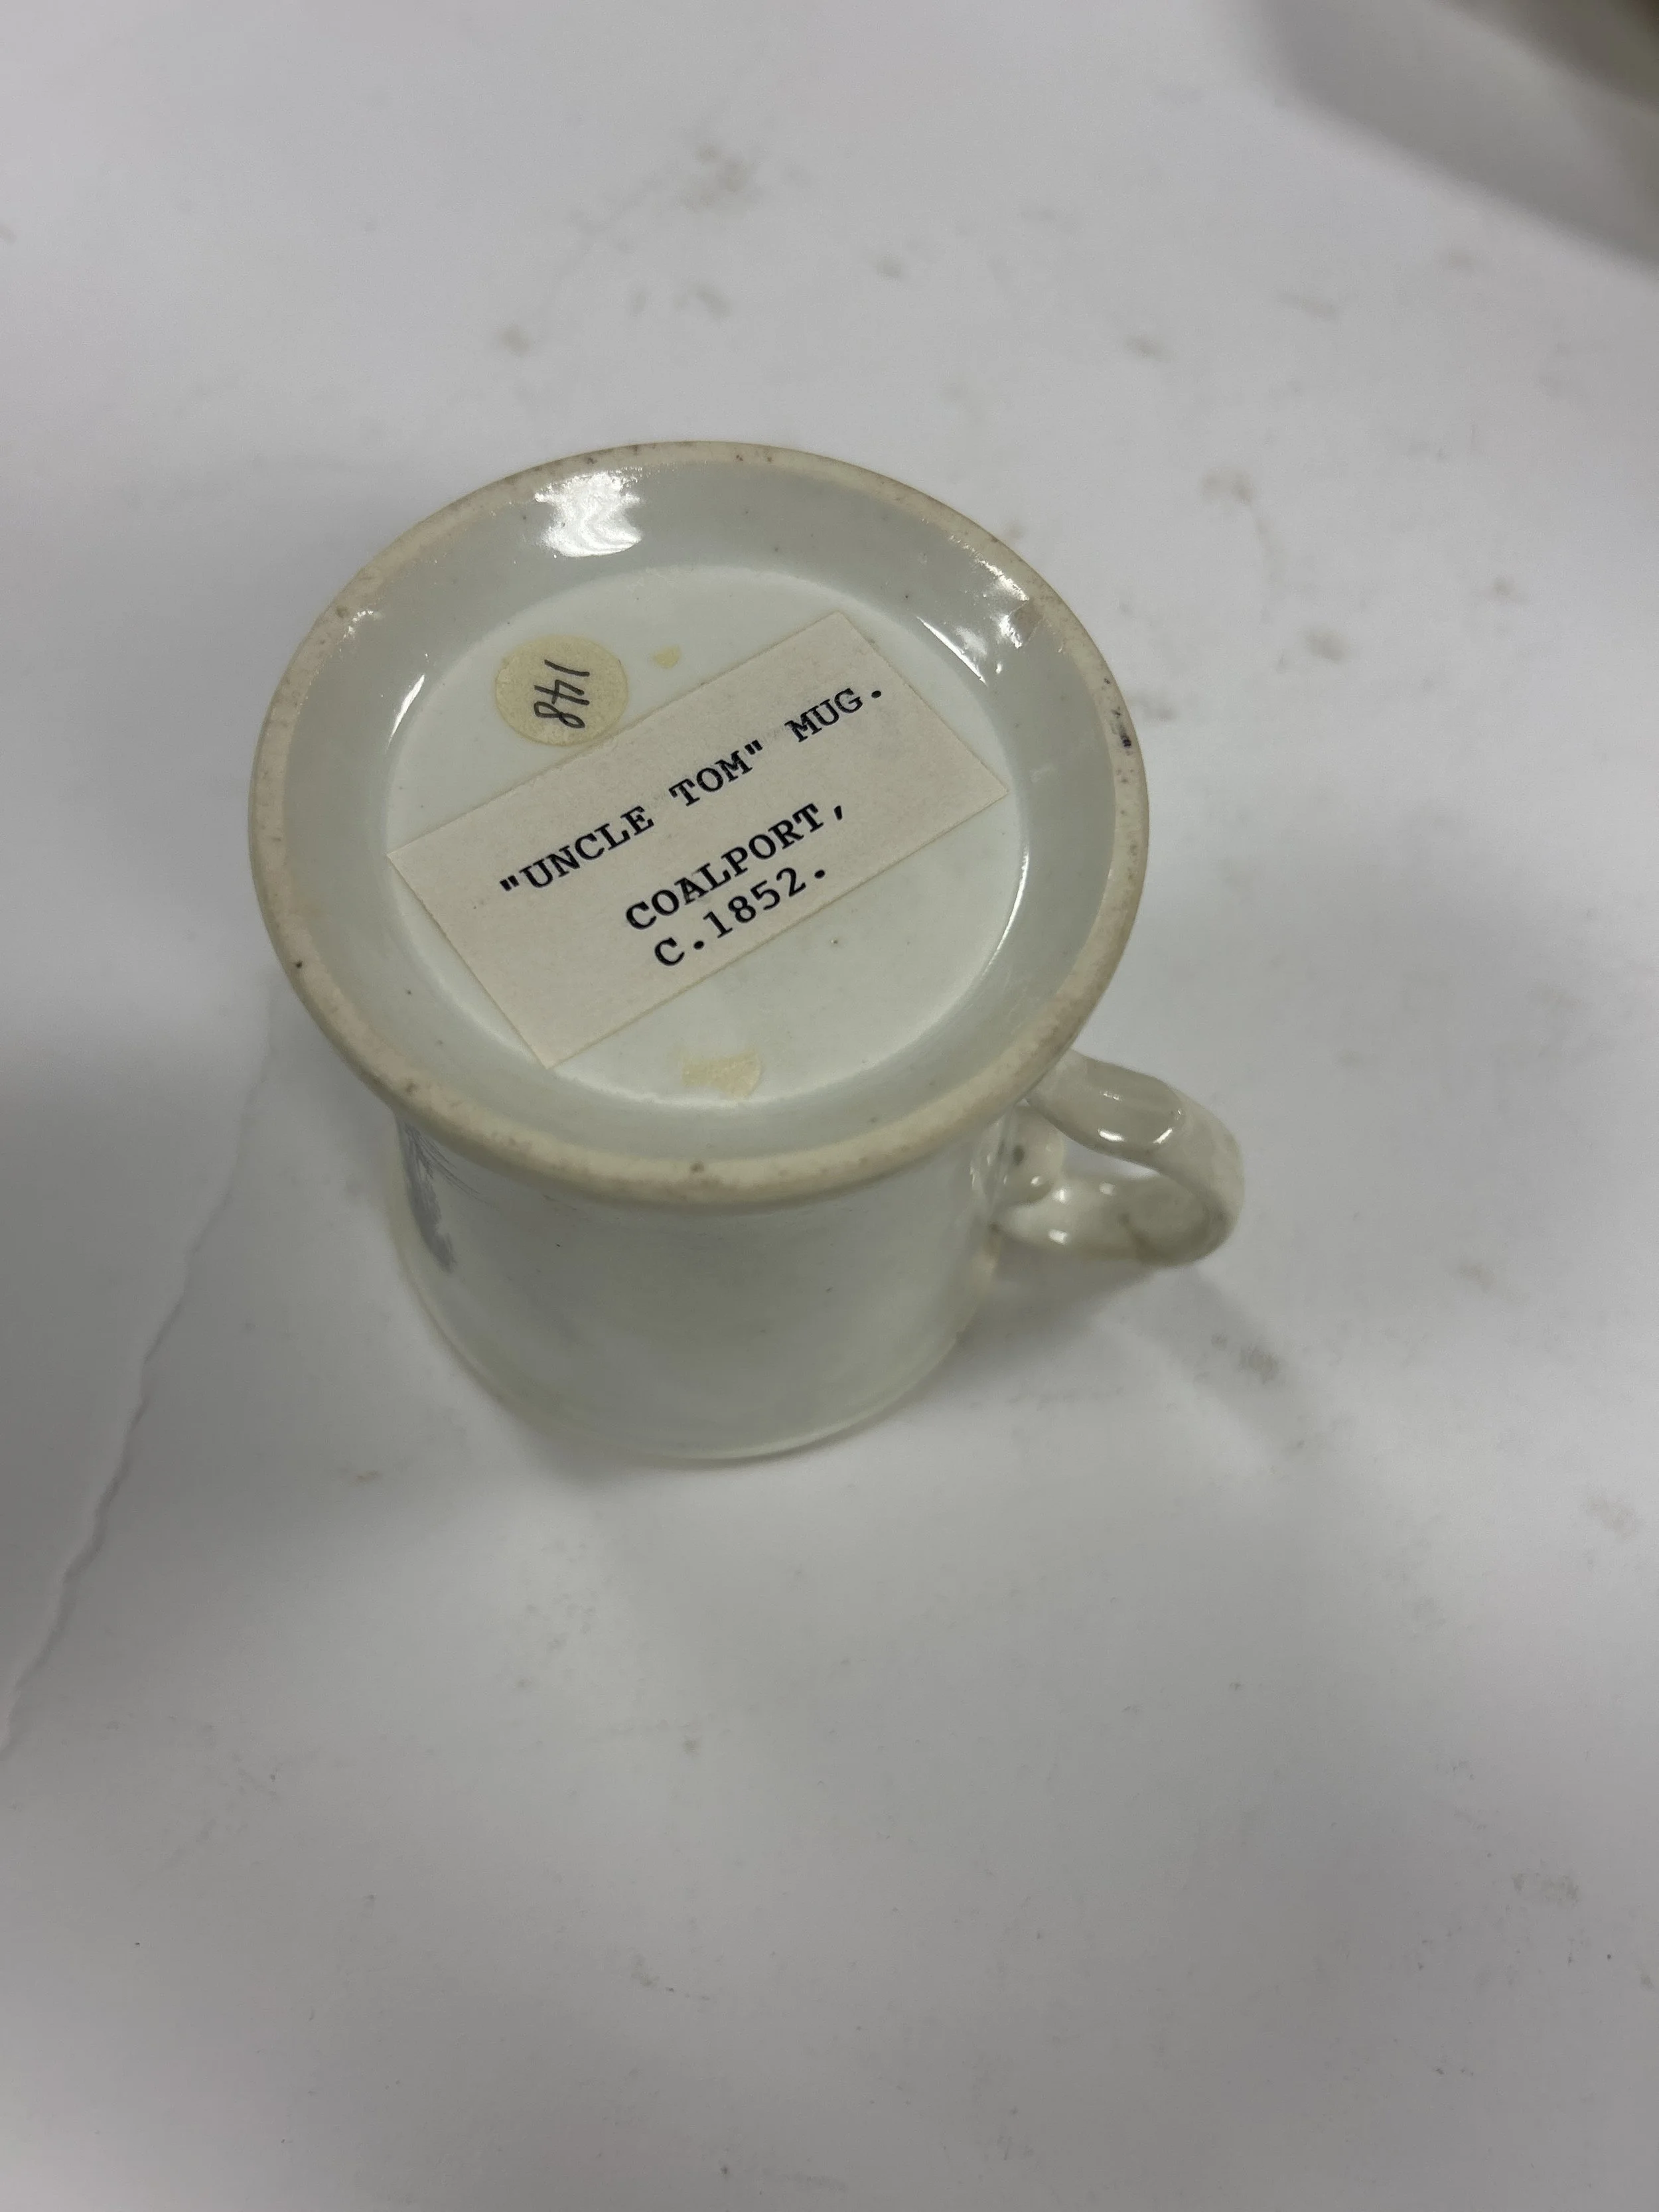 148
"UNCLE TOM" MUG.
COALPORT,
C.1852.